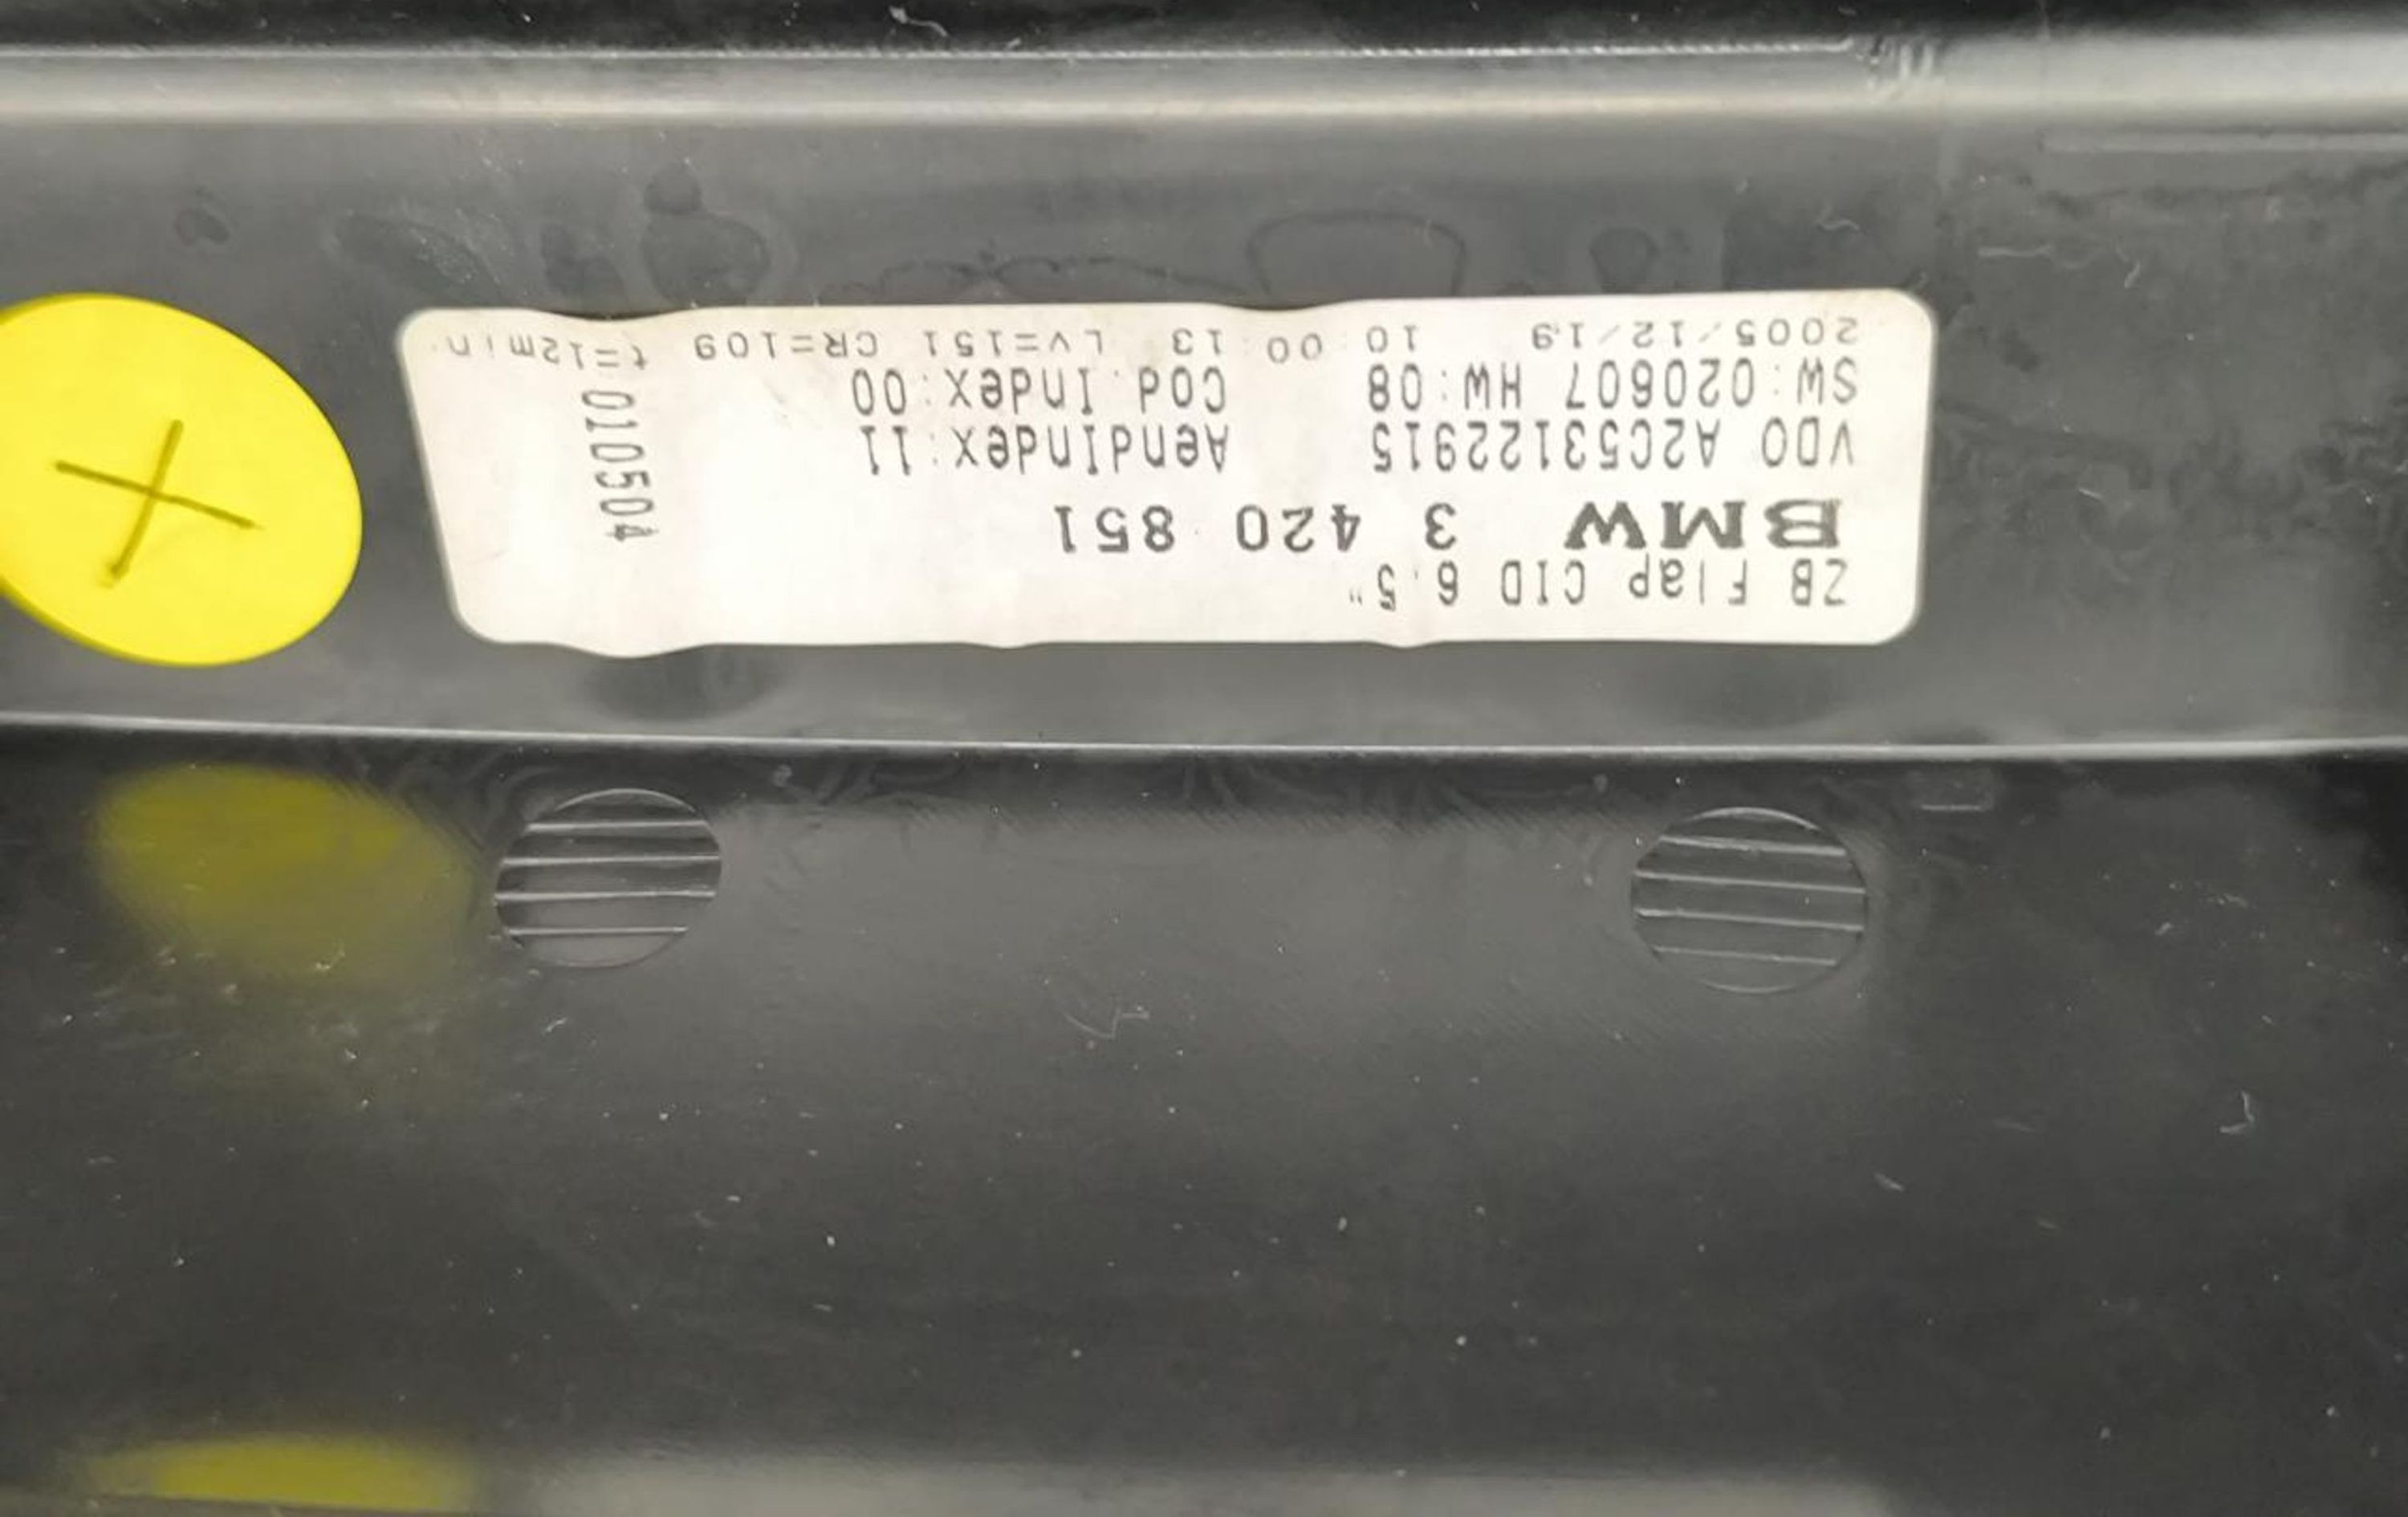 ZB Flap CID 6.5"
BMW 3 420 851
VDO A2C53122915 AendIndex:11
SW:020607 HW:08 Cod.Index:00
2005/12/19 10:00:13 LV=151 CR=109 t=12min
010504